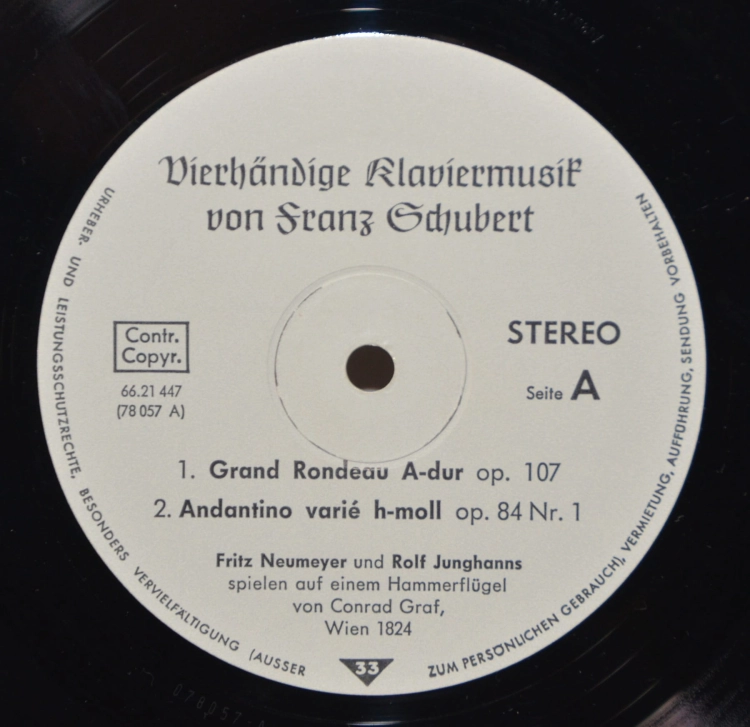 Vierhändige Klaviermusik
von Franz Schubert
Contr.
Copyr.
66.21 447
(78 057 A)
STEREO
Seite A
1. Grand Rondeau A-dur op. 107
2. Andantino varié h-moll op. 84 Nr. 1
Fritz Neumeyer und Rolf Junghanns
spielen auf einem Hammerflügel
von Conrad Graf,
Wien 1824
33
URHEBER- UND LEISTUNGSSCHUTZRECHTE, BESONDERS VERVIELFÄLTIGUNG (AUSSER ZUM PERSÖNLICHEN GEBRAUCH), VERMIETUNG, AUFFÜHRUNG, SENDUNG VORBEHALTEN